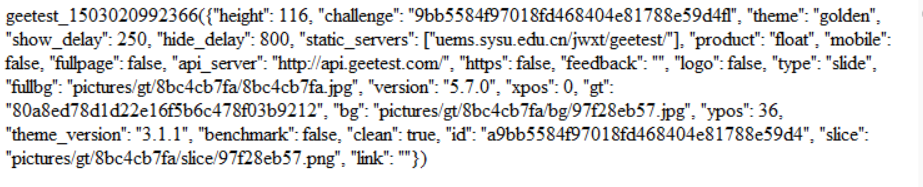 geetest_1503020992366({"height": 116, "challenge": "9bb5584f97018fd468404e81788e59d4fl", "theme": "golden",
"show_delay": 250, "hide_delay": 800, "static_servers": ["uems.sysu.edu.cn/jwxt/geetest/"], "product": "float", "mobile":
false, "fullpage": false, "api_server": "http://api.geetest.com/", "https": false, "feedback": "", "logo": false, "type": "slide",
"fullbg": "pictures/gt/8bc4cb7fa/8bc4cb7fa.jpg", "version": "5.7.0", "xpos": 0, "gt":
"80a8ed78d1d22e16f5b6c478f03b9212", "bg": "pictures/gt/8bc4cb7fa/bg/97f28eb57.jpg", "ypos": 36,
"theme_version": "3.1.1", "benchmark": false, "clean": true, "id": "a9bb5584f97018fd468404e81788e59d4", "slice":
"pictures/gt/8bc4cb7fa/slice/97f28eb57.png", "link": ""})